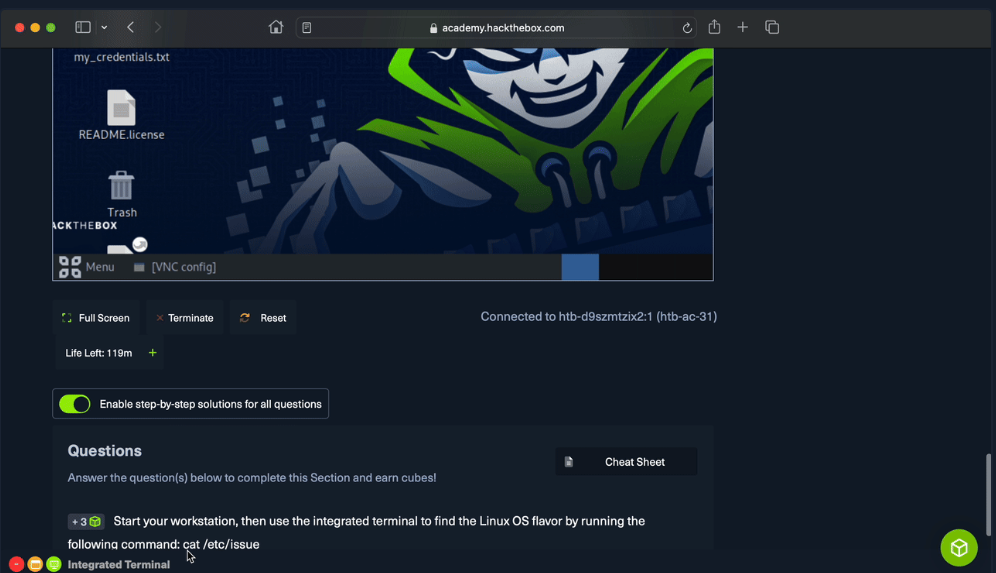 academy.hackthebox.com
my_credentials.txt
README.license
Trash
ACKTHEBOX
Menu
[VNC config]
Full Screen
Terminate
Reset
Connected to htb-d9szmtzix2:1 (htb-ac-31)
Life Left: 119m +
Enable step-by-step solutions for all questions
Questions
Cheat Sheet
Answer the question(s) below to complete this Section and earn cubes!
+ 3 Start your workstation, then use the integrated terminal to find the Linux OS flavor by running the
following command: cat /etc/issue
Integrated Terminal